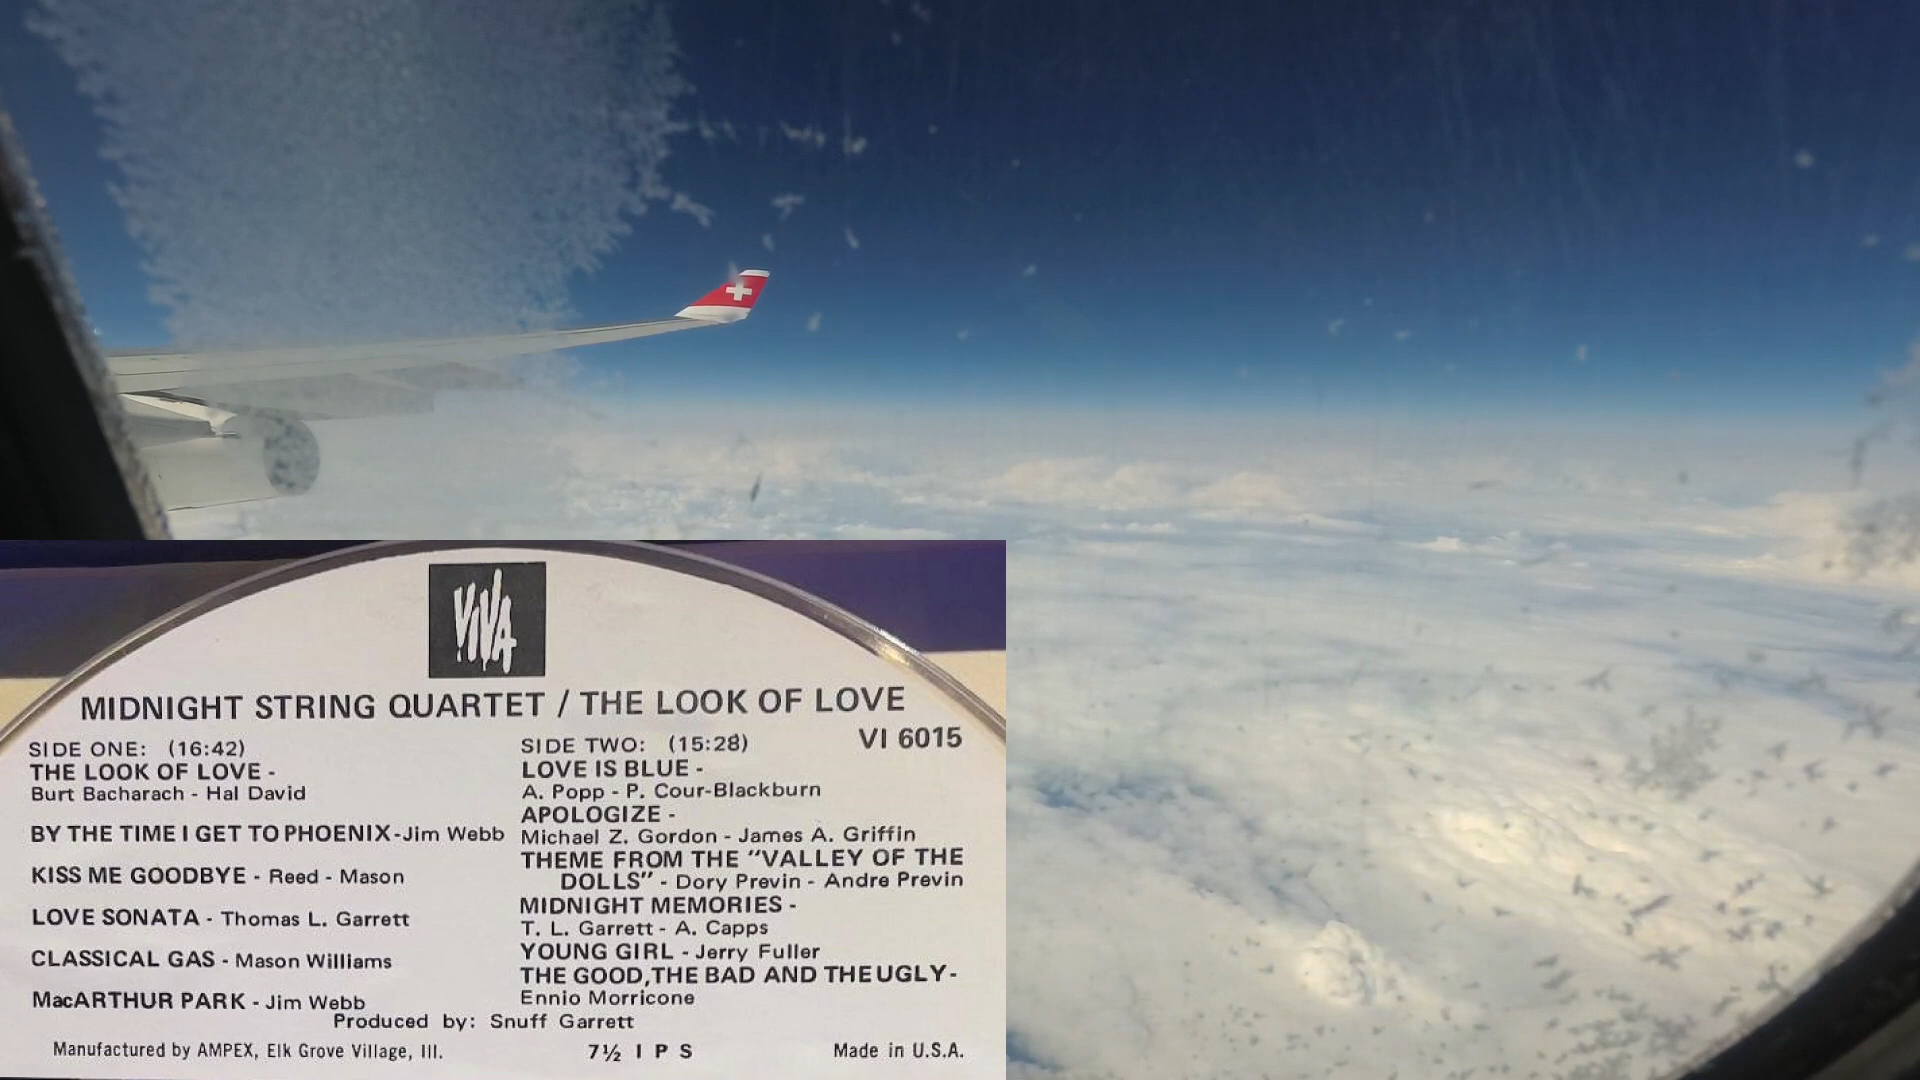 VIVA
MIDNIGHT STRING QUARTET / THE LOOK OF LOVE
VI 6015
SIDE ONE: (16:42)
THE LOOK OF LOVE -
Burt Bacharach - Hal David
BY THE TIME I GET TO PHOENIX-Jim Webb
KISS ME GOODBYE - Reed - Mason
LOVE SONATA - Thomas L. Garrett
CLASSICAL GAS - Mason Williams
MacARTHUR PARK - Jim Webb
SIDE TWO: (15:28)
LOVE IS BLUE -
A. Popp - P. Cour-Blackburn
APOLOGIZE -
Michael Z. Gordon - James A. Griffin
THEME FROM THE "VALLEY OF THE
DOLLS" - Dory Previn - Andre Previn
MIDNIGHT MEMORIES -
T. L. Garrett - A. Capps
YOUNG GIRL - Jerry Fuller
THE GOOD, THE BAD AND THE UGLY-
Ennio Morricone
Produced by: Snuff Garrett
Manufactured by AMPEX, Elk Grove Village, Ill.
7½ I P S
Made in U.S.A.